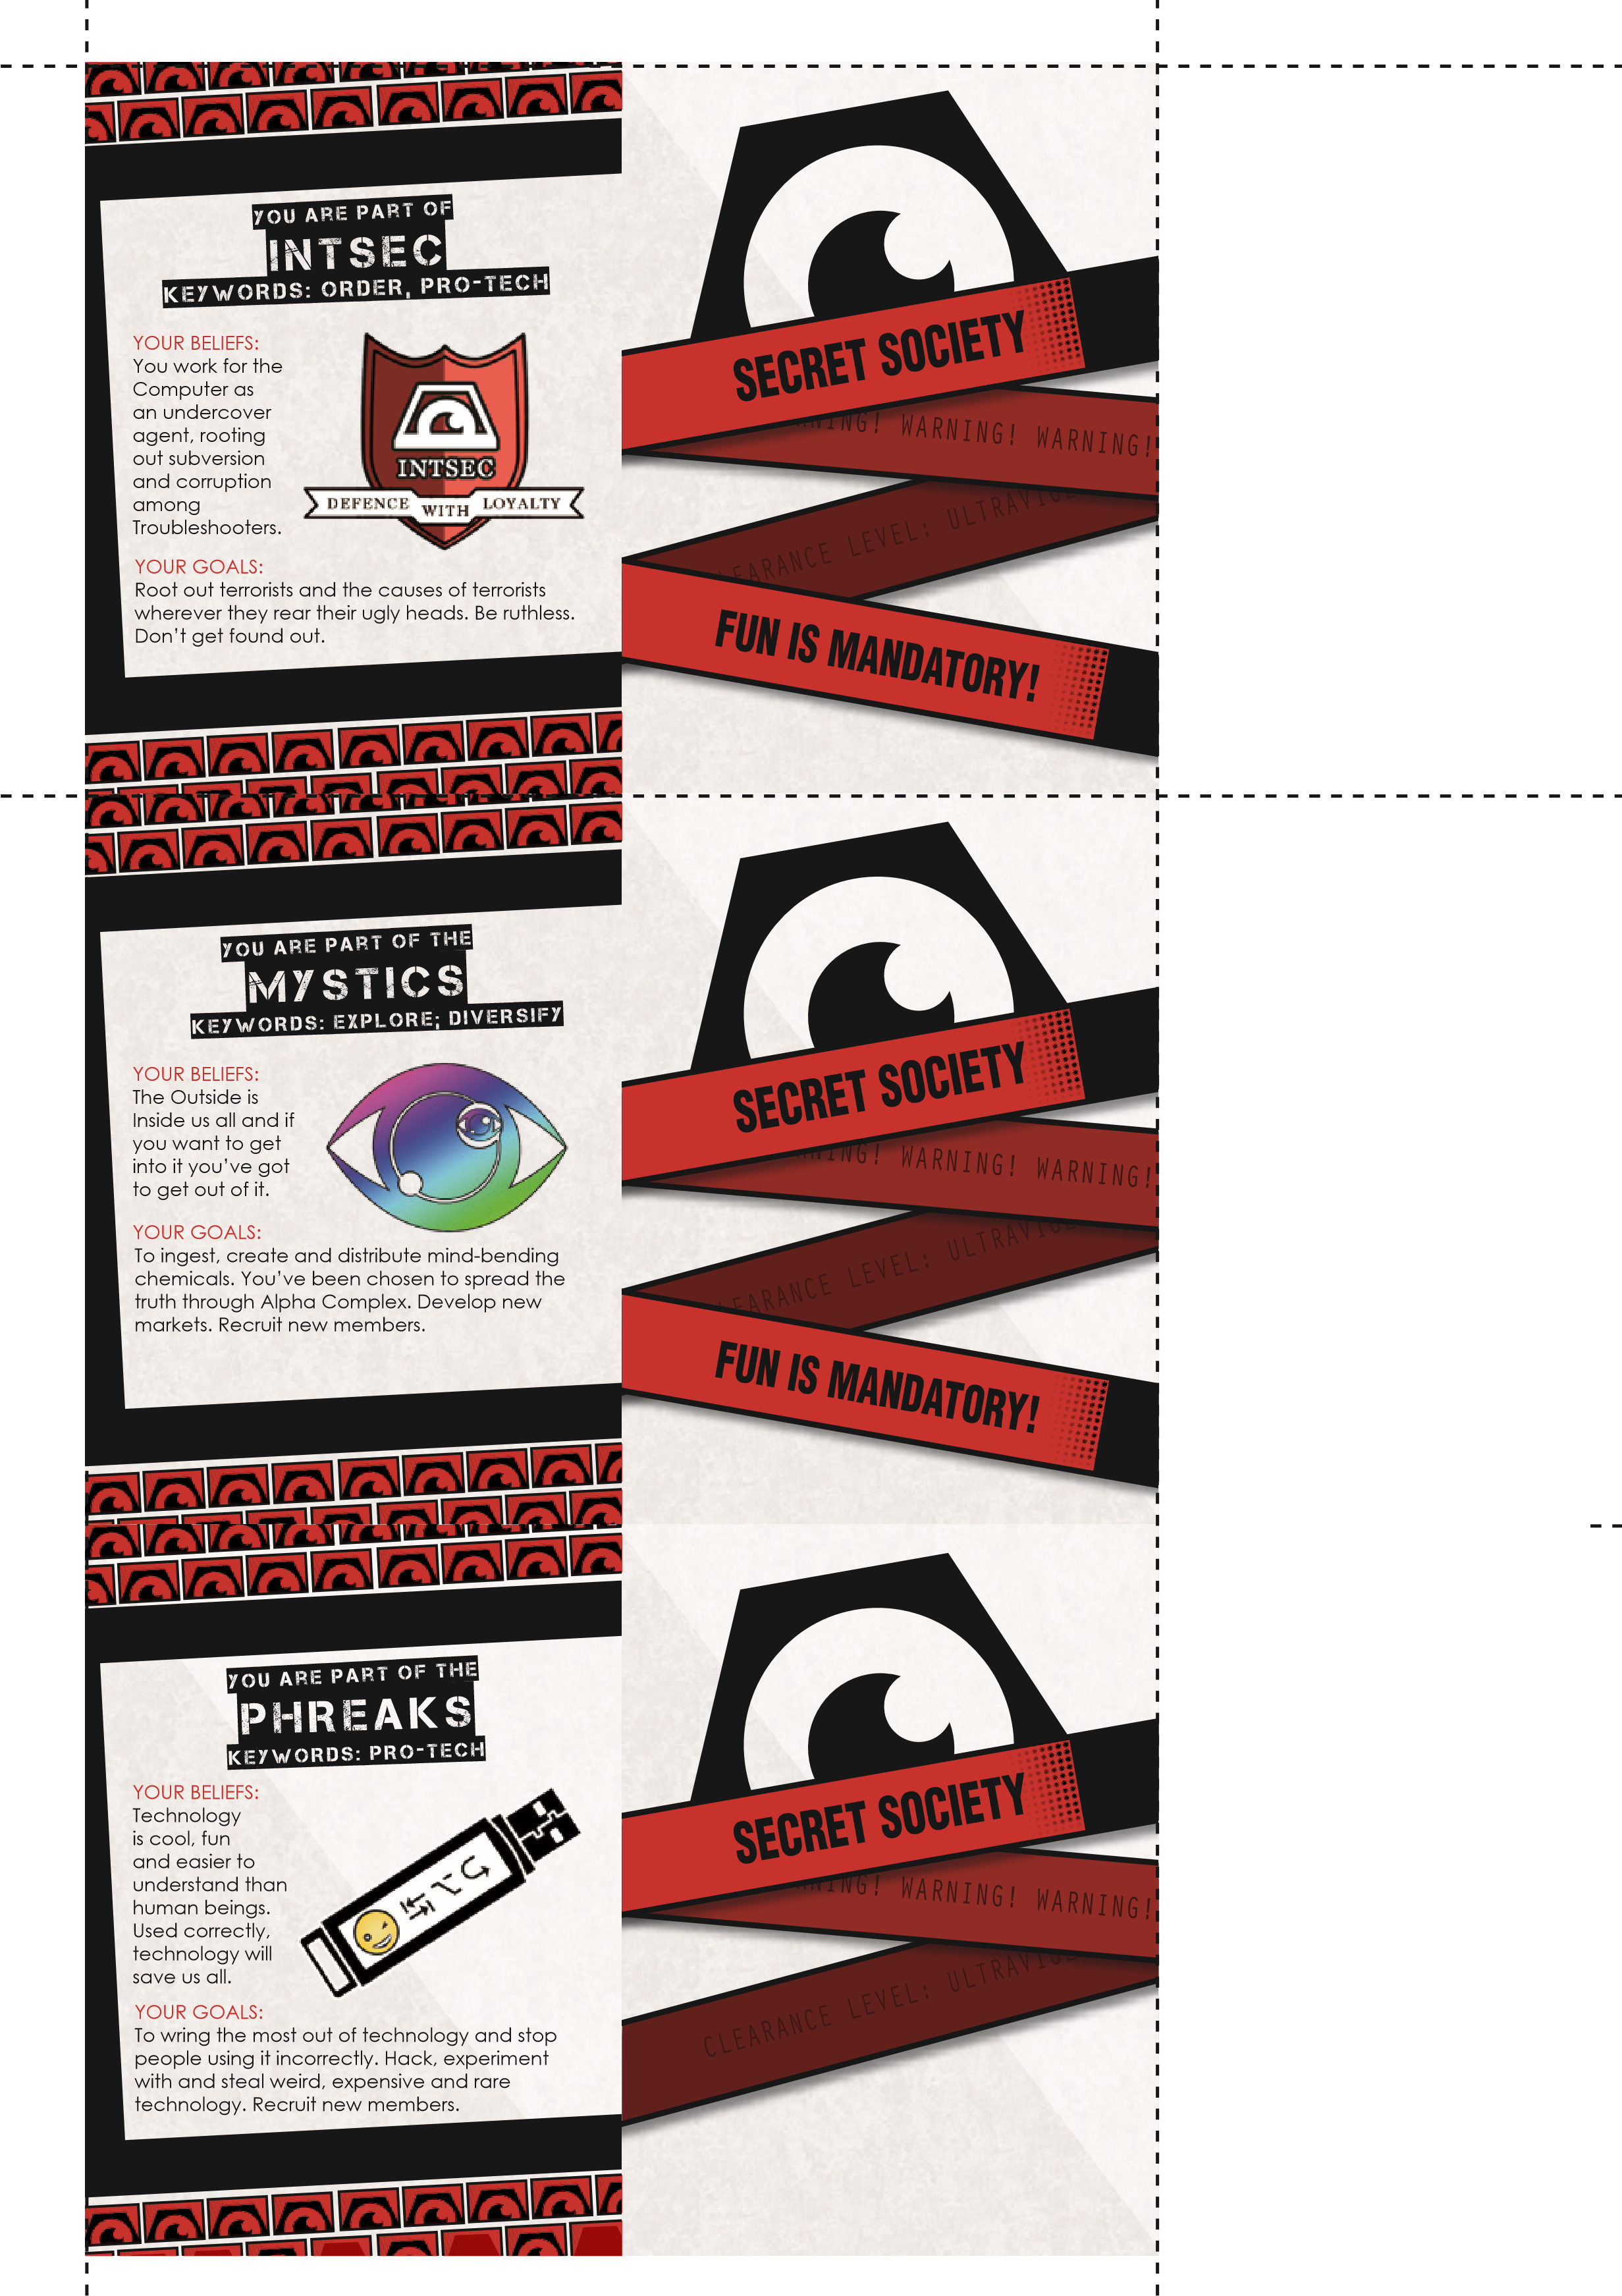 YOU ARE PART OF
INTSEC
KEYWORDS: ORDER, PRO-TECH
YOUR BELIEFS:
You work for the
Computer as
an undercover
agent, rooting
out subversion
and corruption
among
Troubleshooters.
INTSEC
DEFENCE WITH LOYALTY
YOUR GOALS:
Root out terrorists and the causes of terrorists
wherever they rear their ugly heads. Be ruthless.
Don't get found out.
SECRET SOCIETY
WARNING! WARNING!
CLEARANCE LEVEL:
FUN IS MANDATORY!
YOU ARE PART OF THE
MYSTICS
KEYWORDS: EXPLORE; DIVERSIFY
YOUR BELIEFS:
The Outside is
Inside us all and if
you want to get
into it you've got
to get out of it.
YOUR GOALS:
To ingest, create and distribute mind-bending
chemicals. You've been chosen to spread the
truth through Alpha Complex. Develop new
markets. Recruit new members.
SECRET SOCIETY
WARNING! WARNING!
CLEARANCE LEVEL:
FUN IS MANDATORY!
YOU ARE PART OF THE
PHREAKS
KEYWORDS: PRO-TECH
YOUR BELIEFS:
Technology
is cool, fun
and easier to
understand than
human beings.
Used correctly,
technology will
save us all.
YOUR GOALS:
To wring the most out of technology and stop
people using it incorrectly. Hack, experiment
with and steal weird, expensive and rare
technology. Recruit new members.
SECRET SOCIETY
WARNING! WARNING!
CLEARANCE LEVEL: